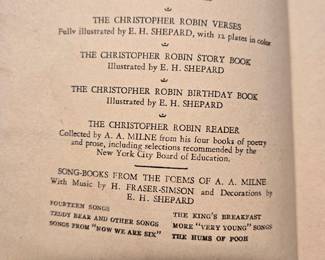 THE CHRISTOPHER ROBIN VERSES
Fully illustrated by E. H. SHEPARD, with 12 plates in color
THE CHRISTOPHER ROBIN STORY BOOK
Illustrated by E. H. SHEPARD
THE CHRISTOPHER ROBIN BIRTHDAY BOOK
Illustrated by E. H. SHEPARD
THE CHRISTOPHER ROBIN READER
Collected by A. A. MILNE from his four books of poetry
and prose, including selections recommended by the
New York City Board of Education.
SONG-BOOKS FROM THE POEMS OF A. A. MILNE
With Music by H. FRASER-SIMSON and Decorations by
E. H. SHEPARD
FOURTEEN SONGS
THE KING'S BREAKFAST
TEDDY BEAR AND OTHER SONGS
MORE "VERY YOUNG" SONGS
SONGS FROM "NOW WE ARE SIX"
THE HUMS OF POOH